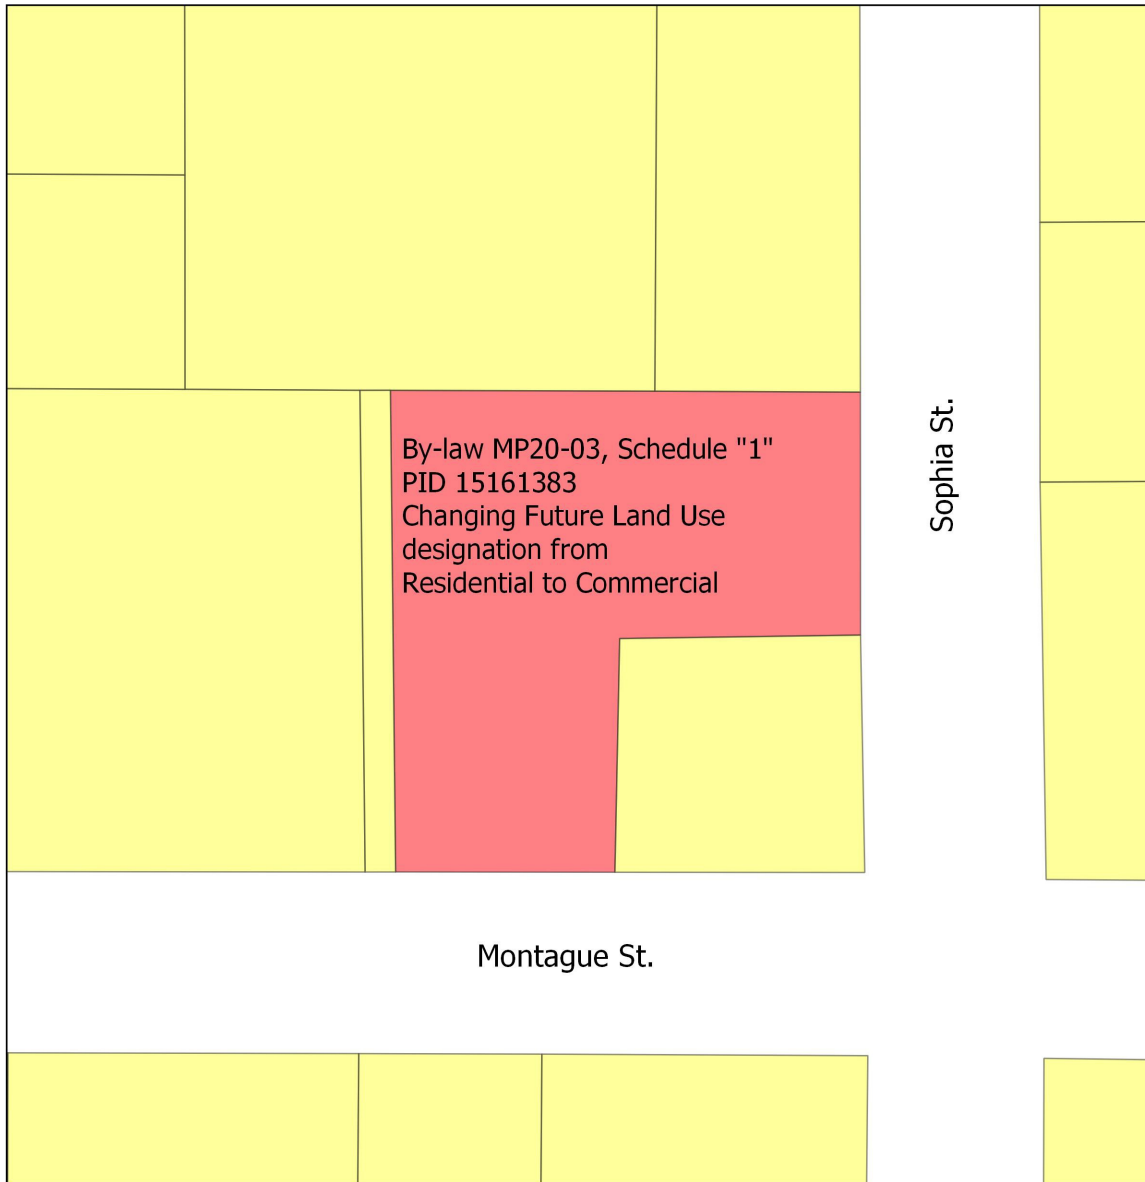 By-law MP20-03, Schedule "1"
PID 15161383
Changing Future Land Use
designation from
Residential to Commercial
Sophia St.
Montague St.